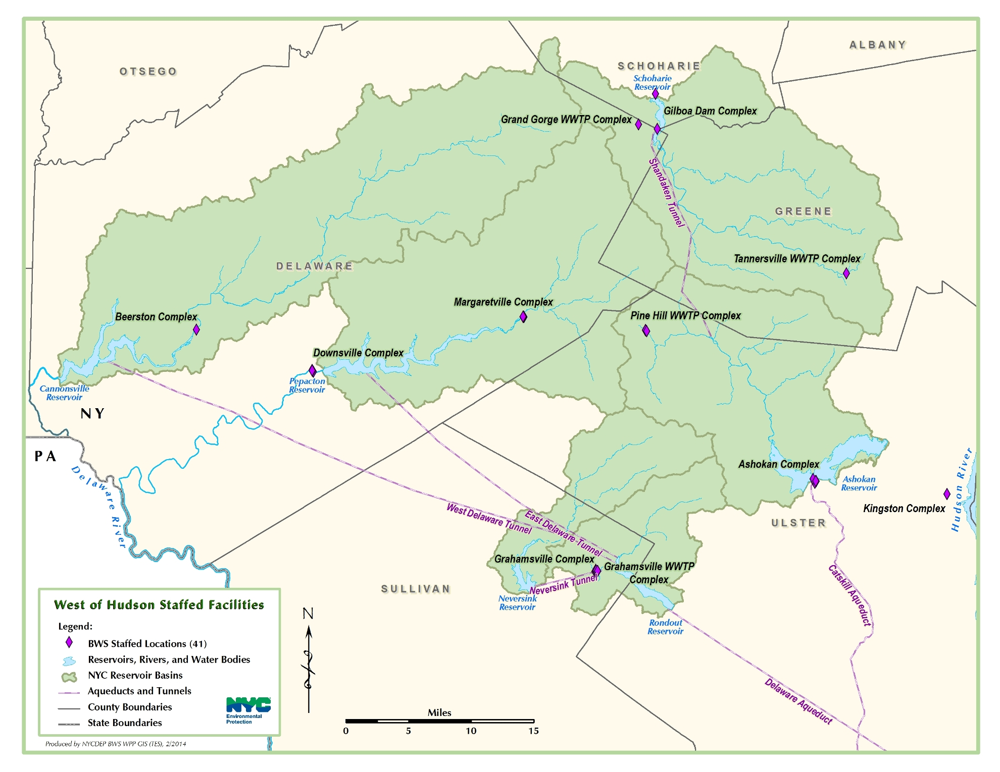 ALBANY
OTSEGO
SCHOHARIE
Schoharie
Reservoir
Gilboa Dam Complex
Grand Gorge WWTP Complex
Shandaken Tunnel
GREENE
Tannersville WWTP Complex
DELAWARE
Margaretville Complex
Beerston Complex
Pine Hill WWTP Complex
Downsville Complex
Pepacton
Reservoir
Cannonsville
Reservoir
NY
PA
Delaware River
Ashokan Complex
Ashokan
Reservoir
Hudson River
Kingston Complex
West Delaware Tunnel
East Delaware Tunnel
ULSTER
Grahamsville Complex
Grahamsville WWTP
Complex
Neversink Tunnel
SULLIVAN
Neversink
Reservoir
Catskill Aqueduct
Rondout
Reservoir
Delaware Aqueduct
West of Hudson Staffed Facilities
Legend:
BWS Staffed Locations (41)
Reservoirs, Rivers, and Water Bodies
NYC Reservoir Basins
Aqueducts and Tunnels
County Boundaries
State Boundaries
NYC
Environmental
Protection
N
Miles
0 5 10 15
Produced by NYCDEP BWS WPP GIS (TES), 2/2014